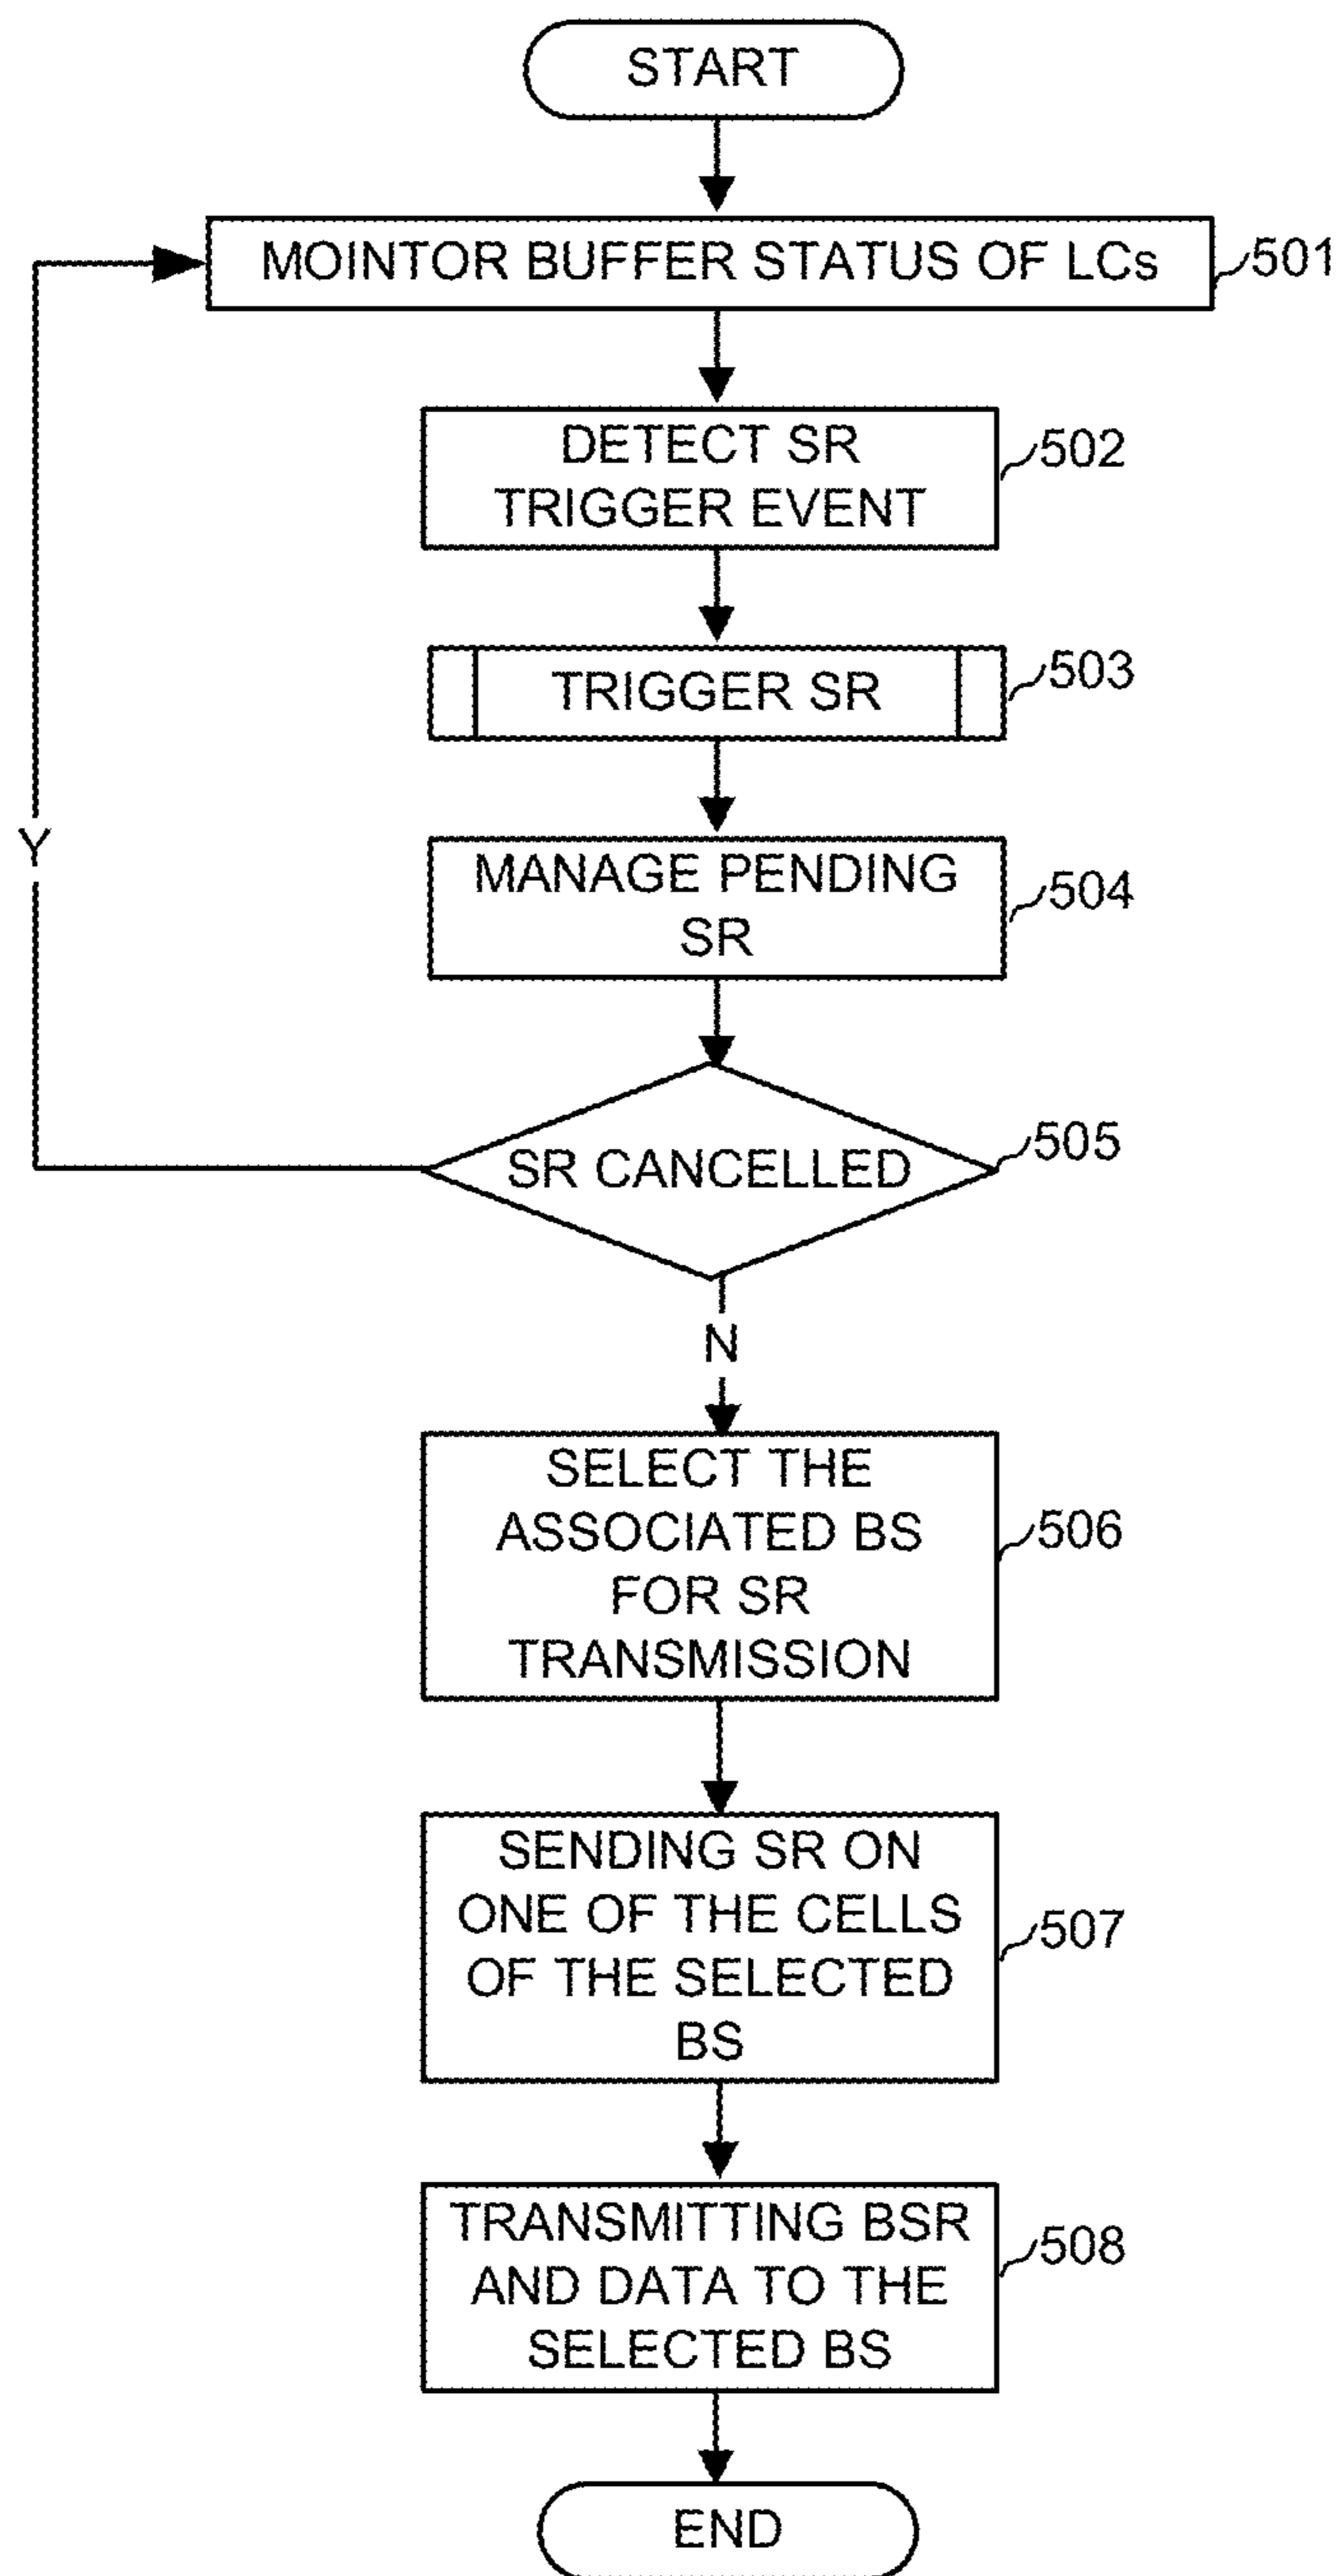 START
MOINTOR BUFFER STATUS OF LCs
501
DETECT SR
TRIGGER EVENT
502
TRIGGER SR
503
MANAGE PENDING
SR
504
Y
SR CANCELLED
505
N
SELECT THE
ASSOCIATED BS
FOR SR
TRANSMISSION
506
SENDING SR ON
ONE OF THE CELLS
OF THE SELECTED
BS
507
TRANSMITTING BSR
AND DATA TO THE
SELECTED BS
508
END